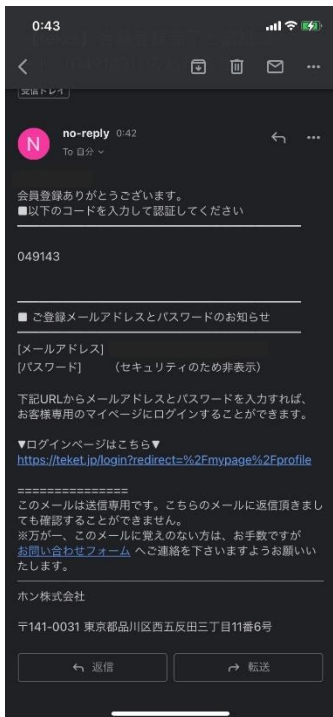 0:43
受信トレイ
N
no-reply 0:42
To 自分
会員登録ありがとうございます。
■以下のコードを入力して認証してください
049143
■ ご登録メールアドレスとパスワードのお知らせ
[メールアドレス]
[パスワード] （セキュリティのため非表示）
下記URLからメールアドレスとパスワードを入力すれば、
お客様専用のマイページにログインすることができます。
▼ログインページはこちら▼
https://teket.jp/login?redirect=%2Fmypage%2Fprofile
===============
このメールは送信専用です。こちらのメールに返信頂きまし
ても確認することができません。
※万が一、このメールに覚えのない方は、お手数ですが
お問い合わせフォーム へご連絡を下さいますようお願いい
たします。
ホン株式会社
〒141-0031 東京都品川区西五反田三丁目11番6号
返信
転送